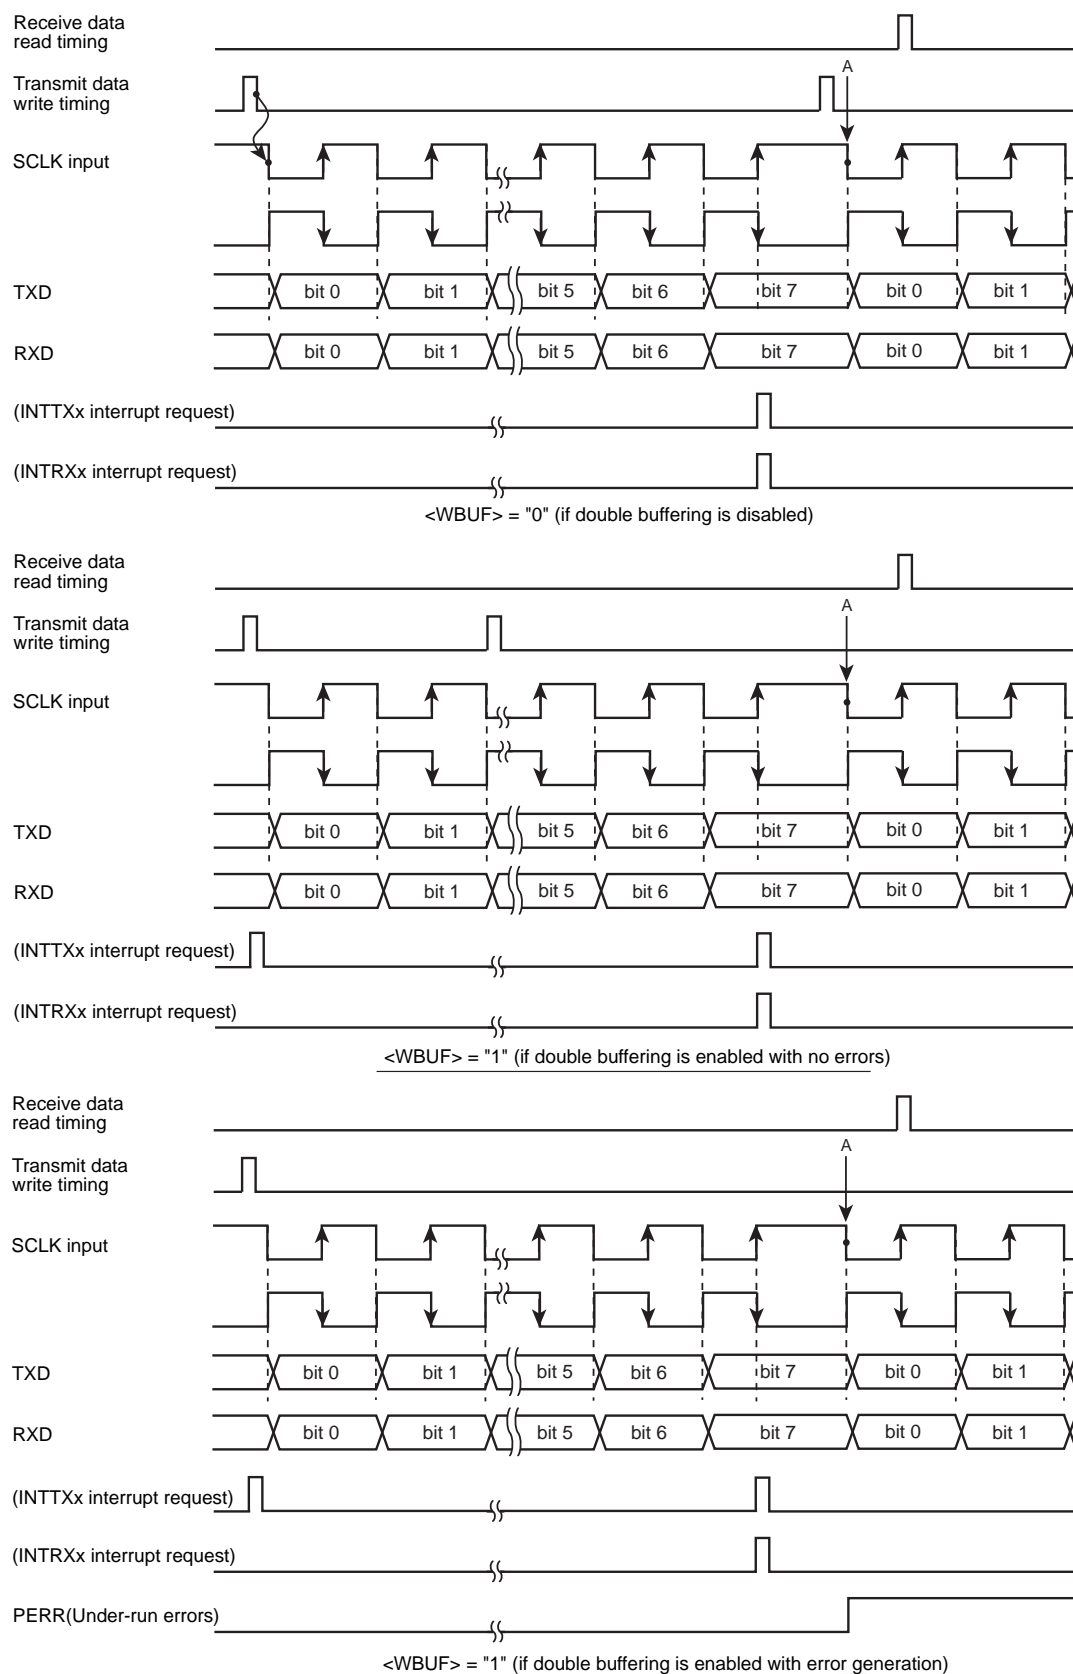 Receive data
read timing
Transmit data
write timing
A
SCLK input
TXD
bit 0 bit 1 bit 5 bit 6 bit 7 bit 0 bit 1
RXD
bit 0 bit 1 bit 5 bit 6 bit 7 bit 0 bit 1
(INTTXx interrupt request)
(INTRXx interrupt request)
<WBUF> = "0" (if double buffering is disabled)
Receive data
read timing
Transmit data
write timing
A
SCLK input
TXD
bit 0 bit 1 bit 5 bit 6 bit 7 bit 0 bit 1
RXD
bit 0 bit 1 bit 5 bit 6 bit 7 bit 0 bit 1
(INTTXx interrupt request)
(INTRXx interrupt request)
<WBUF> = "1" (if double buffering is enabled with no errors)
Receive data
read timing
Transmit data
write timing
A
SCLK input
TXD
bit 0 bit 1 bit 5 bit 6 bit 7 bit 0 bit 1
RXD
bit 0 bit 1 bit 5 bit 6 bit 7 bit 0 bit 1
(INTTXx interrupt request)
(INTRXx interrupt request)
PERR(Under-run errors)
<WBUF> = "1" (if double buffering is enabled with error generation)